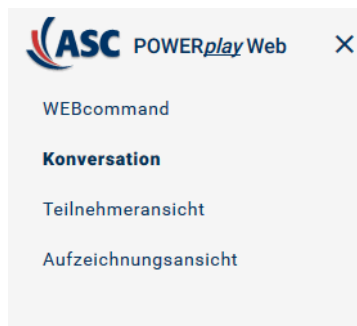 ASC POWERplay Web
WEBcommand
Konversation
Teilnehmeransicht
Aufzeichnungsansicht